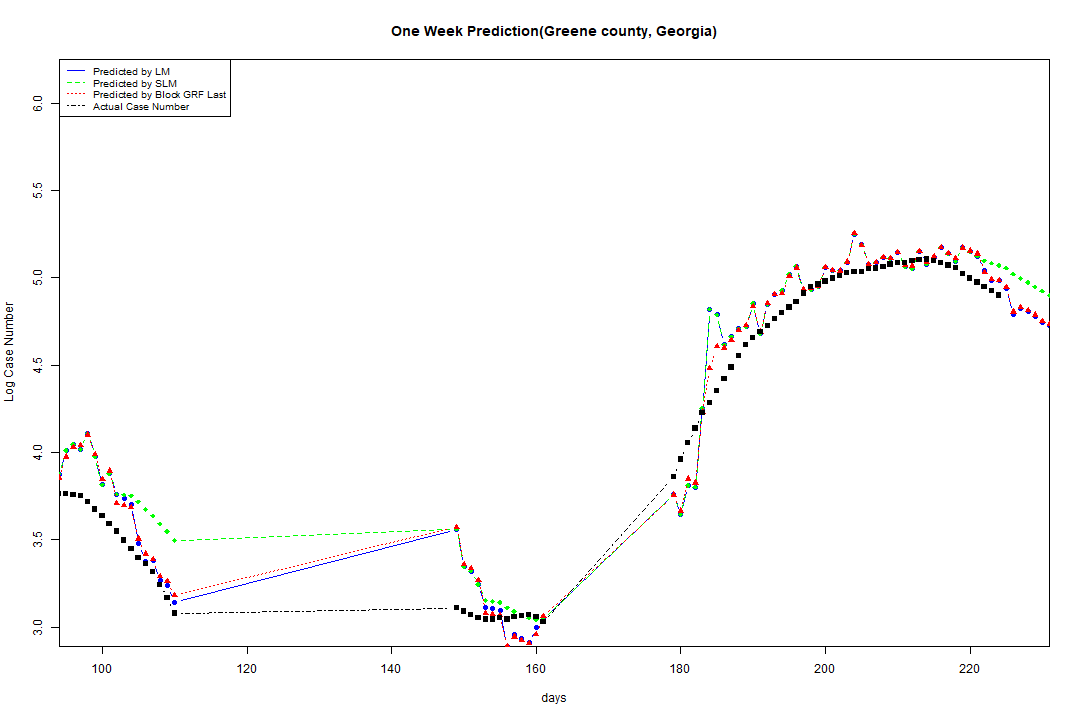 One Week Prediction(Greene county, Georgia)
Predicted by LM
Predicted by SLM
Predicted by Block GRF Last
Actual Case Number
6.0
5.5
5.0
4.5
4.0
3.5
3.0
Log Case Number
100 120 140 160 180 200 220
days